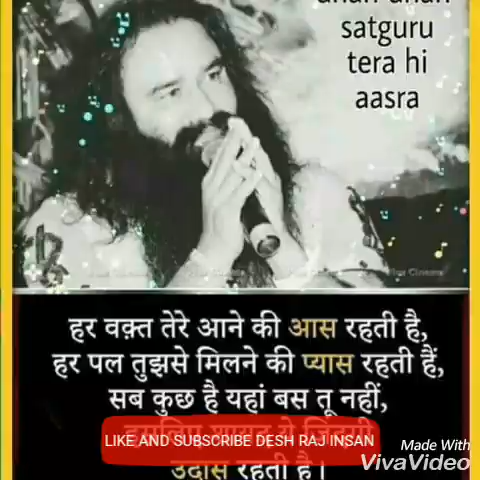 satguru
tera hi
aasra
हर वक़्त तेरे आने की आस रहती है,
हर पल तुझसे मिलने की प्यास रहती हैं,
सब कुछ है यहां बस तू नहीं,
LIKE AND SUBSCRIBE DESH RAJ INSAN
उदास रहती है।
Made With
VivaVideo